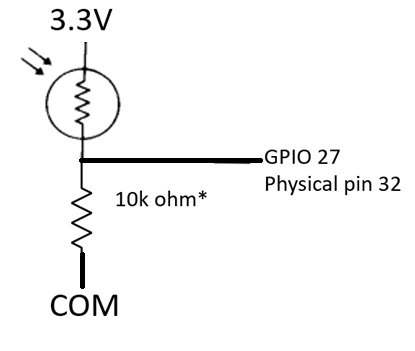 3.3V
GPIO 27
Physical pin 32
10k ohm*
COM